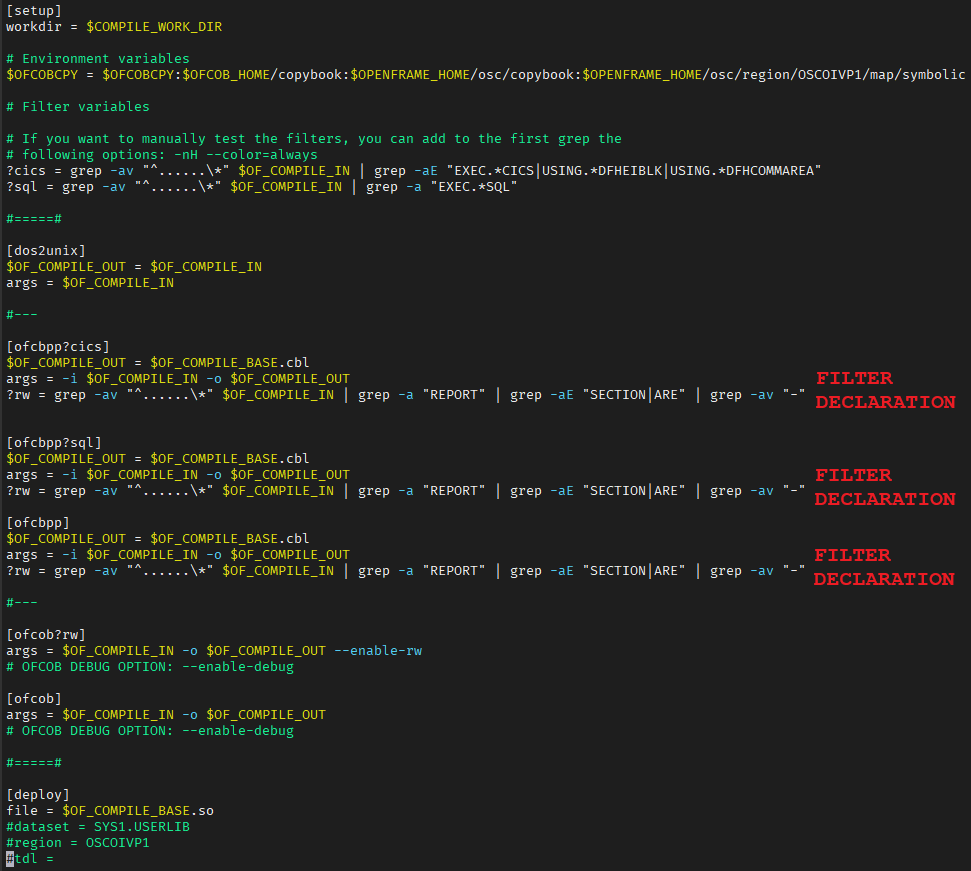 [setup]
workdir = $COMPILE_WORK_DIR
# Environment variables
$OFCOBCPY = $OFCOBCPY:$OFCOB_HOME/copybook:$OPENFRAME_HOME/osc/copybook:$OPENFRAME_HOME/osc/region/OSCOIVP1/map/symbolic
# Filter variables
# If you want to manually test the filters, you can add to the first grep the
# following options: -nH --color=always
?cics = grep -av "^......\*" $OF_COMPILE_IN | grep -aE "EXEC.*CICS|USING.*DFHEIBLK|USING.*DFHCOMMAREA"
?sql = grep -av "^......\*" $OF_COMPILE_IN | grep -a "EXEC.*SQL"
#=====#
[dos2unix]
$OF_COMPILE_OUT = $OF_COMPILE_IN
args = $OF_COMPILE_IN
#---
[ofcbpp?cics]
$OF_COMPILE_OUT = $OF_COMPILE_BASE.cbl
args = -i $OF_COMPILE_IN -o $OF_COMPILE_OUT
?rw = grep -av "^......\*" $OF_COMPILE_IN | grep -a "REPORT" | grep -aE "SECTION|ARE" | grep -av "-"
FILTER
DECLARATION
[ofcbpp?sql]
$OF_COMPILE_OUT = $OF_COMPILE_BASE.cbl
args = -i $OF_COMPILE_IN -o $OF_COMPILE_OUT
?rw = grep -av "^......\*" $OF_COMPILE_IN | grep -a "REPORT" | grep -aE "SECTION|ARE" | grep -av "-"
FILTER
DECLARATION
[ofcbpp]
$OF_COMPILE_OUT = $OF_COMPILE_BASE.cbl
args = -i $OF_COMPILE_IN -o $OF_COMPILE_OUT
?rw = grep -av "^......\*" $OF_COMPILE_IN | grep -a "REPORT" | grep -aE "SECTION|ARE" | grep -av "-"
FILTER
DECLARATION
#---
[ofcob?rw]
args = $OF_COMPILE_IN -o $OF_COMPILE_OUT --enable-rw
# OFCOB DEBUG OPTION: --enable-debug
[ofcob]
args = $OF_COMPILE_IN -o $OF_COMPILE_OUT
# OFCOB DEBUG OPTION: --enable-debug
#=====#
[deploy]
file = $OF_COMPILE_BASE.so
#dataset = SYS1.USERLIB
#region = OSCOIVP1
#tdl =